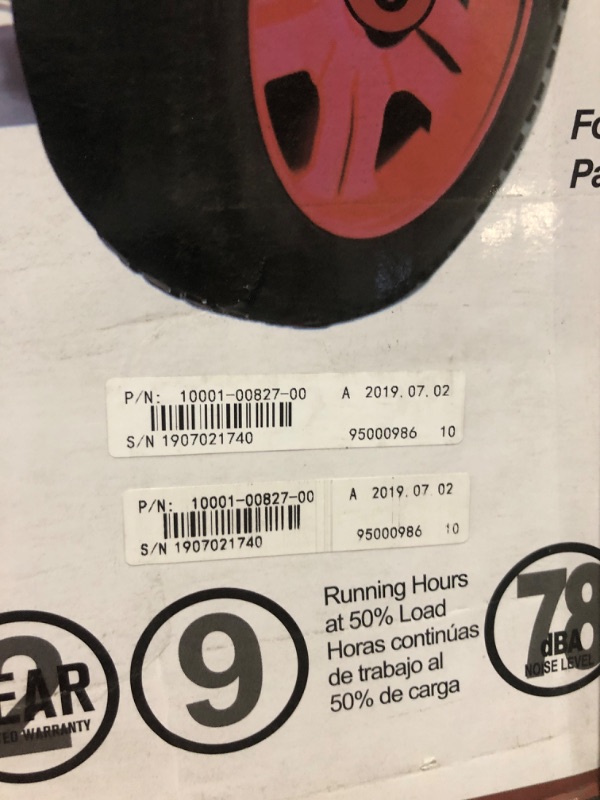 P/N: 10001-00827-00 A 2019.07.02
S/N 1907021740 95000986 10
P/N: 10001-00827-00 A 2019.07.02
S/N 1907021740 95000986 10
2
EAR
WARRANTY
9
Running Hours
at 50% Load
Horas continúas
de trabajo al
50% de carga
78
dBA
NOISE LEVEL